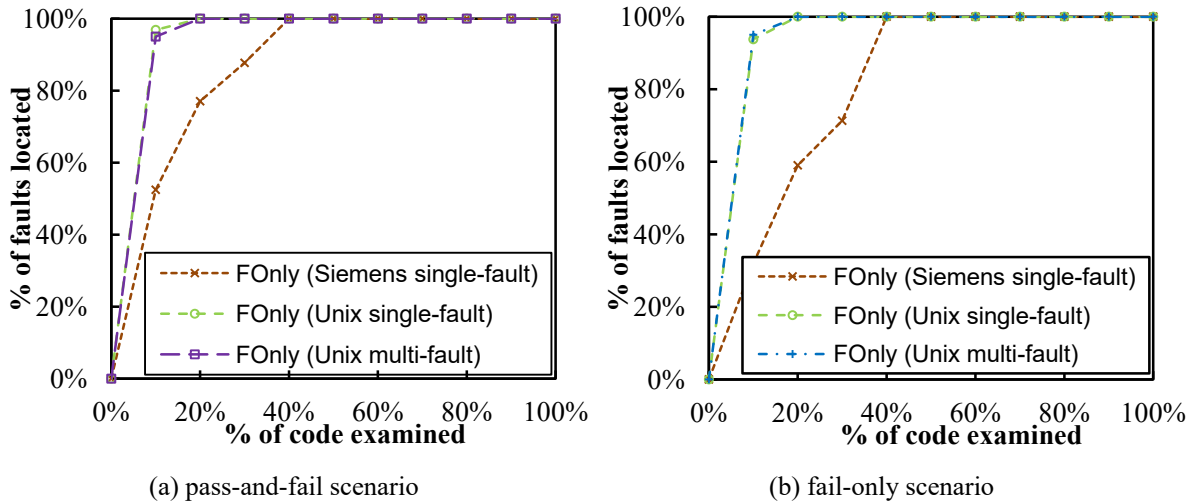 100%
80%
60%
40%
20%
0%
% of faults located
FOnly (Siemens single-fault)
FOnly (Unix single-fault)
FOnly (Unix multi-fault)
0% 20% 40% 60% 80% 100%
% of code examined
(a) pass-and-fail scenario
100%
80%
60%
40%
20%
0%
% of faults located
FOnly (Siemens single-fault)
FOnly (Unix single-fault)
FOnly (Unix multi-fault)
0% 20% 40% 60% 80% 100%
% of code examined
(b) fail-only scenario